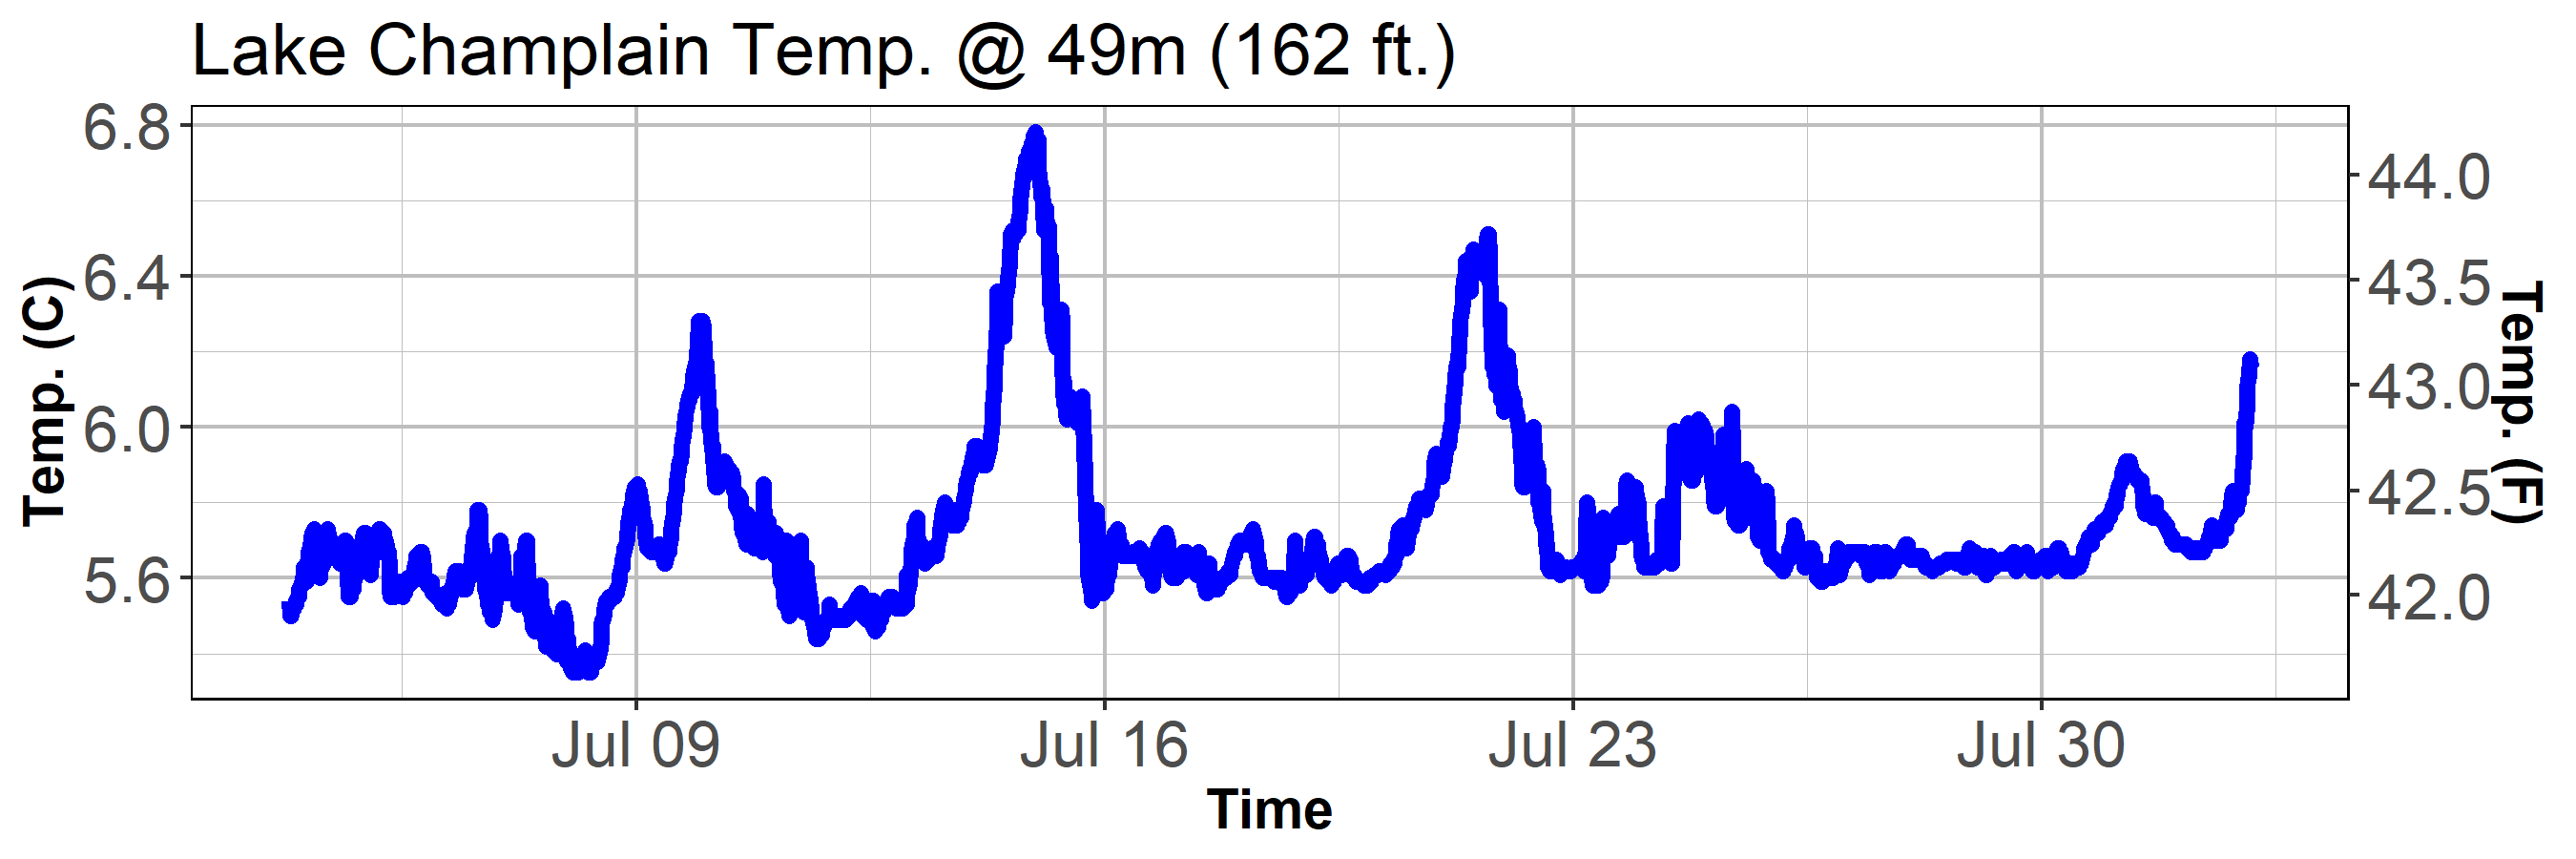 Lake Champlain Temp. @ 49m (162 ft.)
6.8
6.4
6.0
5.6
Temp. (C)
44.0
43.5
43.0
42.5
42.0
Temp. (F)
Jul 09
Jul 16
Jul 23
Jul 30
Time